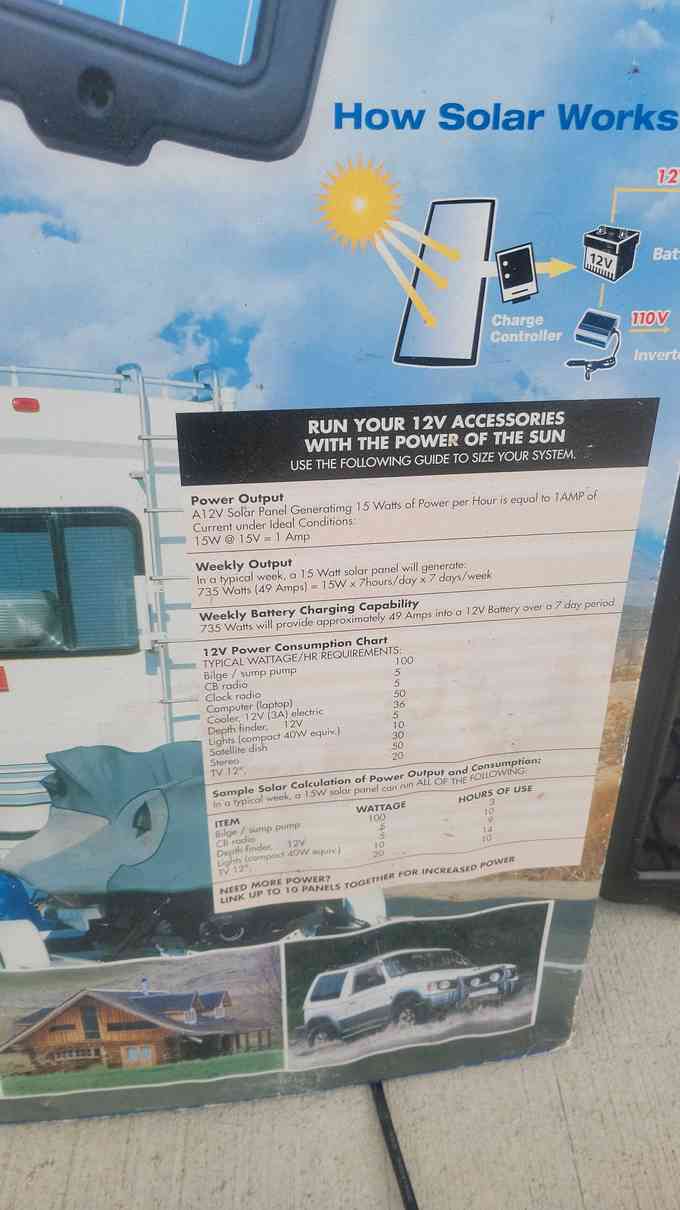 How Solar Works
12
12V
Charge
Controller
110V
RUN YOUR 12V ACCESSORIES
WITH THE POWER OF THE SUN
USE THE FOLLOWING GUIDE TO SIZE YOUR SYSTEM.
Power Output
A12V Solar Panel Generatimg 15 Watts of Power per Hour is equal to 1AMP of
Current under Ideal Conditions:
15W @ 15V = 1 Amp
Weekly Output
In a typical week, a 15 Watt solar panel will generate:
735 Watts (49 Amps) = 15W x 7hours/day x 7 days/week
Weekly Battery Charging Capability
735 Watts will provide approximately 49 Amps into a 12V Battery over a 7 day period
12V Power Consumption Chart
TYPICAL WATTAGE/HR REQUIREMENTS:
Bilge / sump pump 100
CB radio 5
Clock radio 5
Computer (laptop) 50
Cooler, 12V (3A) electric 36
Depth finder, 12V 5
Lights (compact 40W equiv.) 10
Satellite dish 30
Stereo 50
TV 12", 20
Sample Solar Calculation of Power Output and Consumption:
In a typical week, a 15W solar panel can run ALL OF THE FOLLOWING:
ITEM WATTAGE HOURS OF USE
Bilge / sump pump 100 3
CB radio 5 10
Depth finder, 12V 5 9
Lights (compact 40W equiv.) 10 14
TV 12", 20 10
NEED MORE POWER?
LINK UP TO 10 PANELS TOGETHER FOR INCREASED POWER